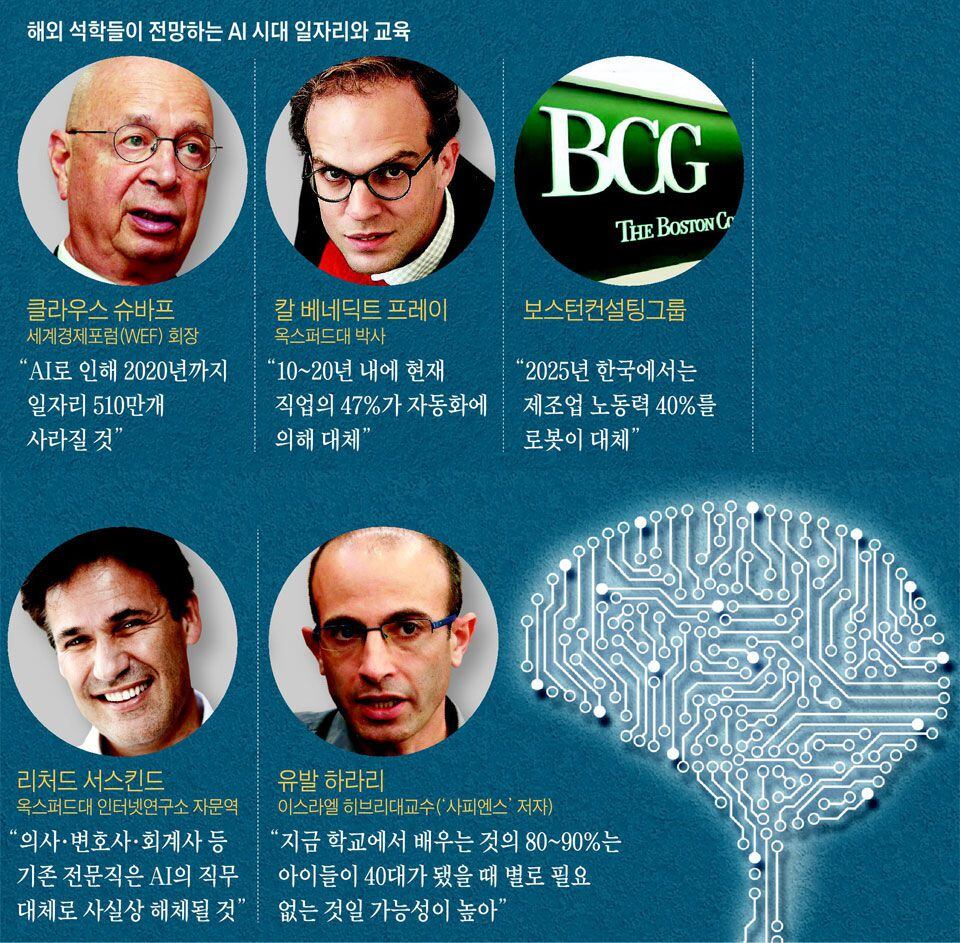 해외 석학들이 전망하는 AI 시대 일자리와 교육
BCG
THE BOSTON CO
클라우스 슈바프
세계경제포럼(WEF) 회장
“AI로 인해 2020년까지
일자리 510만개
사라질 것”
칼 베네딕트 프레이
옥스퍼드대 박사
“10~20년 내에 현재
직업의 47%가 자동화에
의해 대체”
보스턴컨설팅그룹
“2025년 한국에서는
제조업 노동력 40%를
로봇이 대체”
리처드 서스킨드
옥스퍼드대 인터넷연구소 자문역
“의사·변호사·회계사 등
기존 전문직은 AI의 직무
대체로 사실상 해체될 것”
유발 하라리
이스라엘 히브리대교수(‘사피엔스’ 저자)
“지금 학교에서 배우는 것의 80~90%는
아이들이 40대가 됐을 때 별로 필요
없는 것일 가능성이 높아”